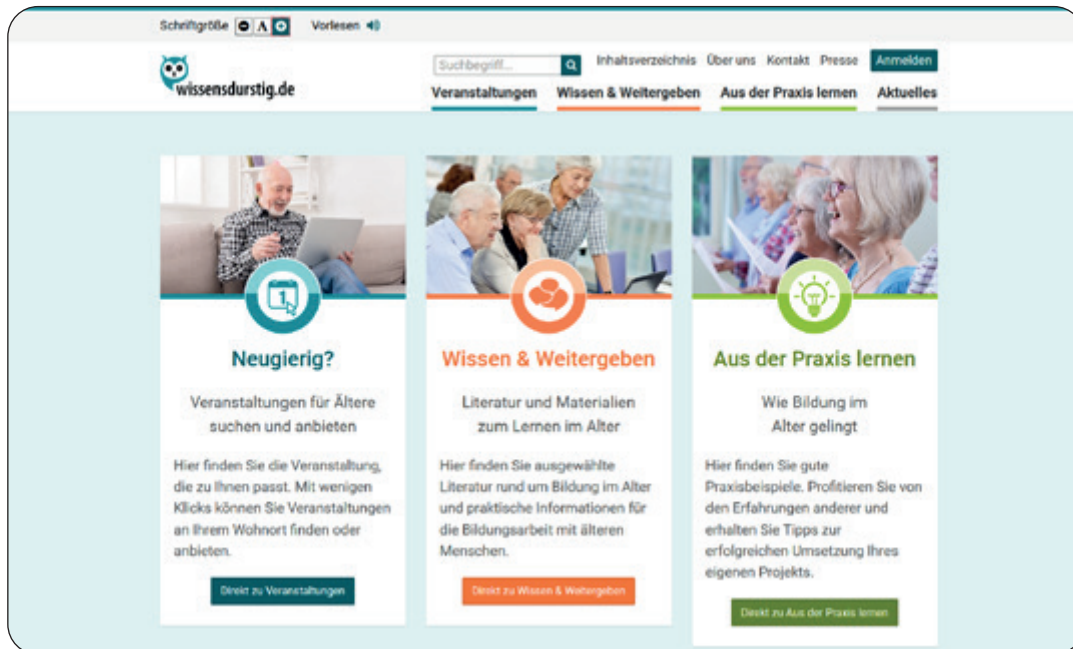 Schriftgröße A Vorlesen
wissensdurstig.de
Suchbegriff... Inhaltsverzeichnis Über uns Kontakt Presse Anmelden
Veranstaltungen Wissen & Weitergeben Aus der Praxis lernen Aktuelles
1
Neugierig?
Veranstaltungen für Ältere
suchen und anbieten
Hier finden Sie die Veranstaltung,
die zu Ihnen passt. Mit wenigen
Klicks können Sie Veranstaltungen
an Ihrem Wohnort finden oder
anbieten.
Direkt zu Veranstaltungen
Wissen & Weitergeben
Literatur und Materialien
zum Lernen im Alter
Hier finden Sie ausgewählte
Literatur rund um Bildung im Alter
und praktische Informationen für
die Bildungsarbeit mit älteren
Menschen.
Direkt zu Wissen & Weitergeben
Aus der Praxis lernen
Wie Bildung im
Alter gelingt
Hier finden Sie gute
Praxisbeispiele. Profitieren Sie von
den Erfahrungen anderer und
erhalten Sie Tipps zur
erfolgreichen Umsetzung Ihres
eigenen Projekts.
Direkt zu Aus der Praxis lernen